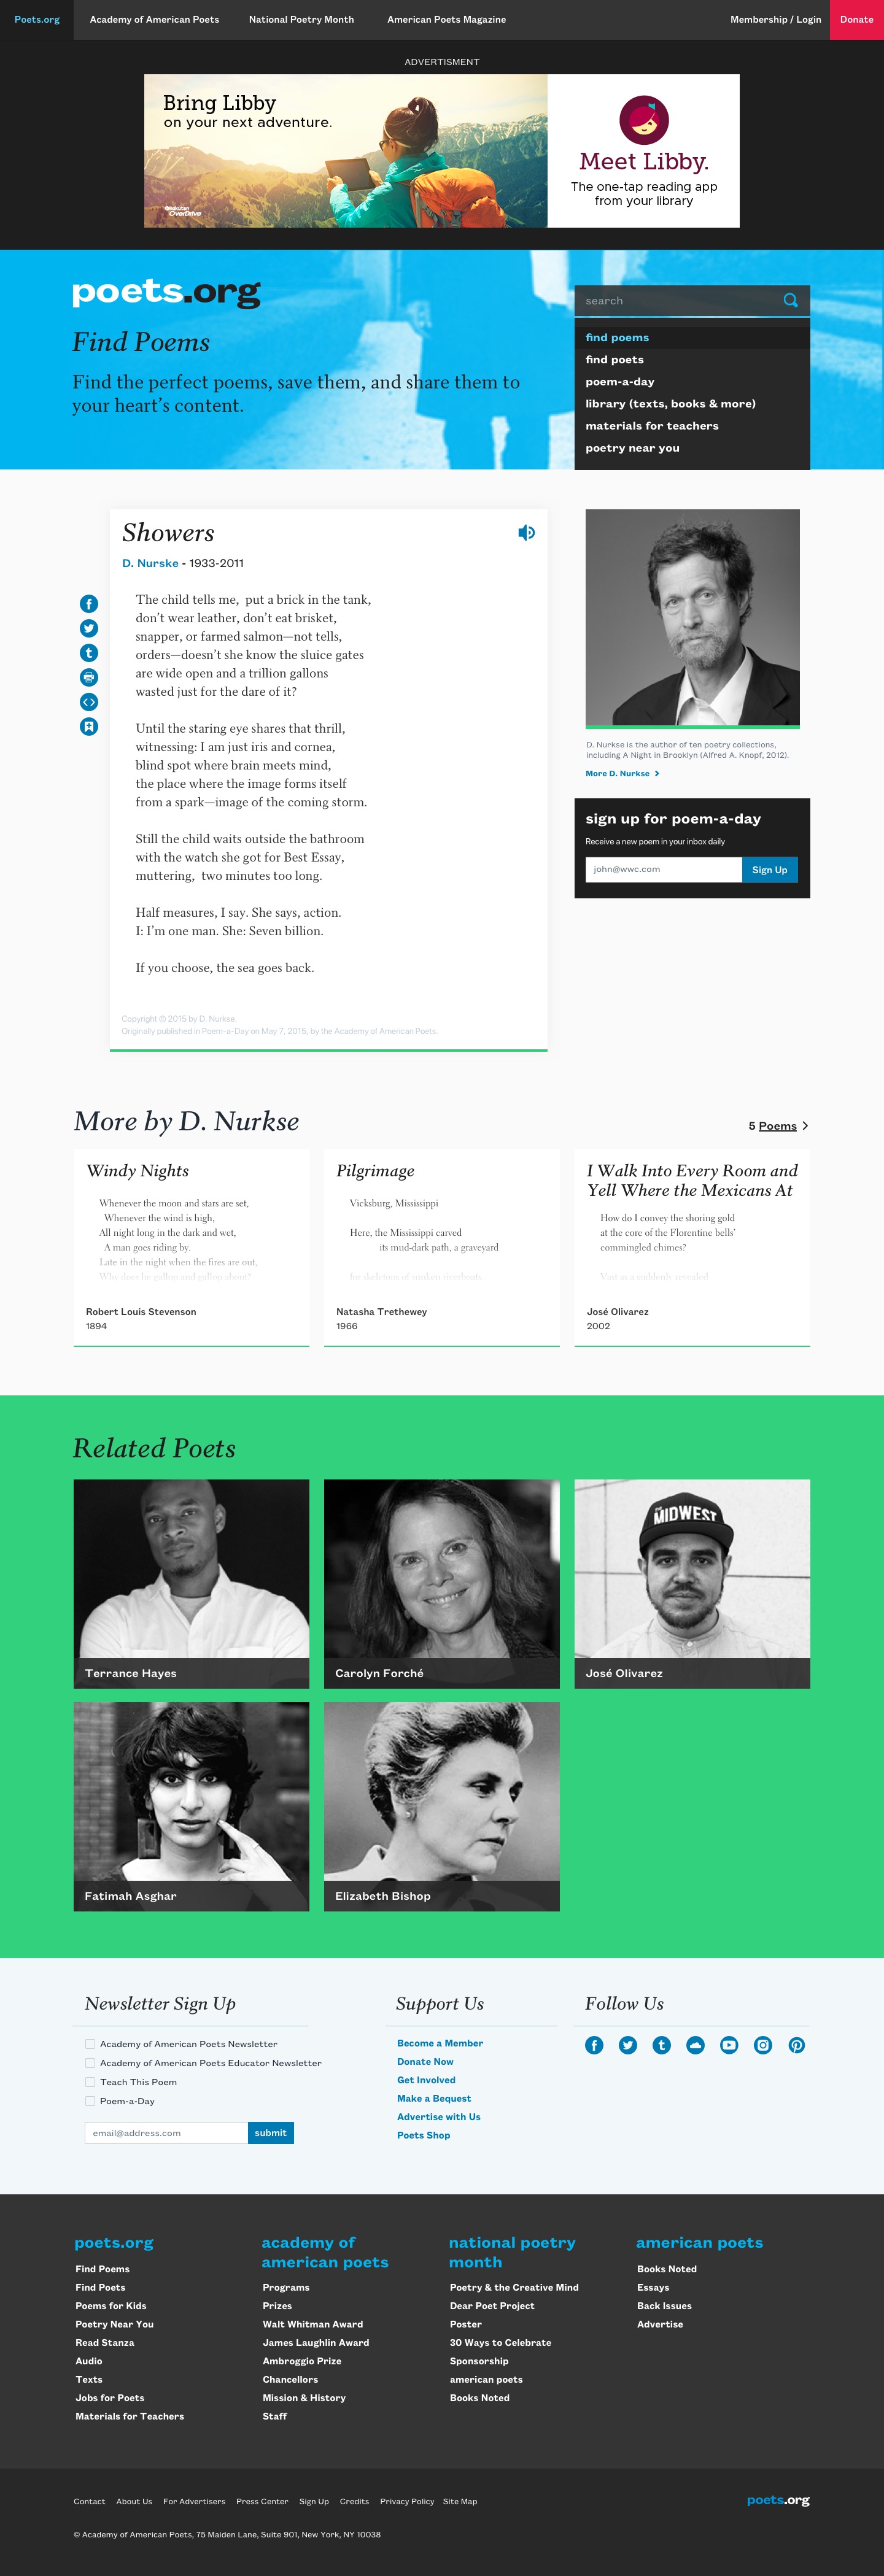 Poets.org
Academy of American Poets
National Poetry Month
American Poets Magazine
Membership / Login
Donate
ADVERTISMENT
Bring Libby
on your next adventure.
Rakuten
OverDrive
Meet Libby.
The one-tap reading app
from your library
poets.org
Find Poems
Find the perfect poems, save them, and share them to
your heart's content.
search
find poems
find poets
poem-a-day
library (texts, books & more)
materials for teachers
poetry near you
Showers
D. Nurske - 1933-2011
The child tells me,  put a brick in the tank,
don't wear leather, don't eat brisket,
snapper, or farmed salmon—not tells,
orders—doesn't she know the sluice gates
are wide open and a trillion gallons
wasted just for the dare of it?
Until the staring eye shares that thrill,
witnessing: I am just iris and cornea,
blind spot where brain meets mind,
the place where the image forms itself
from a spark—image of the coming storm.
Still the child waits outside the bathroom
with the watch she got for Best Essay,
muttering,  two minutes too long.
Half measures, I say. She says, action.
I: I'm one man. She: Seven billion.
If you choose, the sea goes back.
Copyright © 2015 by D. Nurkse.
Originally published in Poem-a-Day on May 7, 2015, by the Academy of American Poets.
D. Nurkse is the author of ten poetry collections,
including A Night in Brooklyn (Alfred A. Knopf, 2012).
More D. Nurkse
sign up for poem-a-day
Receive a new poem in your inbox daily
john@wwc.com
Sign Up
More by D. Nurkse
5 Poems
Windy Nights
Whenever the moon and stars are set,
Whenever the wind is high,
All night long in the dark and wet,
A man goes riding by.
Late in the night when the fires are out,
Why does he gallop and gallop about?
Robert Louis Stevenson
1894
Pilgrimage
Vicksburg, Mississippi
Here, the Mississippi carved
its mud-dark path, a graveyard
for skeletons of sunken riverboats
Natasha Trethewey
1966
I Walk Into Every Room and
Yell Where the Mexicans At
How do I convey the shoring gold
at the core of the Florentine bells'
commingled chimes?
Vast as a suddenly revealed
José Olivarez
2002
Related Poets
Terrance Hayes
Carolyn Forché
MIDWEST
José Olivarez
Fatimah Asghar
Elizabeth Bishop
Newsletter Sign Up
Academy of American Poets Newsletter
Academy of American Poets Educator Newsletter
Teach This Poem
Poem-a-Day
email@address.com
submit
Support Us
Become a Member
Donate Now
Get Involved
Make a Bequest
Advertise with Us
Poets Shop
Follow Us
poets.org
Find Poems
Find Poets
Poems for Kids
Poetry Near You
Read Stanza
Audio
Texts
Jobs for Poets
Materials for Teachers
academy of
american poets
Programs
Prizes
Walt Whitman Award
James Laughlin Award
Ambroggio Prize
Chancellors
Mission & History
Staff
national poetry
month
Poetry & the Creative Mind
Dear Poet Project
Poster
30 Ways to Celebrate
Sponsorship
american poets
Books Noted
american poets
Books Noted
Essays
Back Issues
Advertise
Contact
About Us
For Advertisers
Press Center
Sign Up
Credits
Privacy Policy
Site Map
poets.org
© Academy of American Poets, 75 Maiden Lane, Suite 901, New York, NY 10038